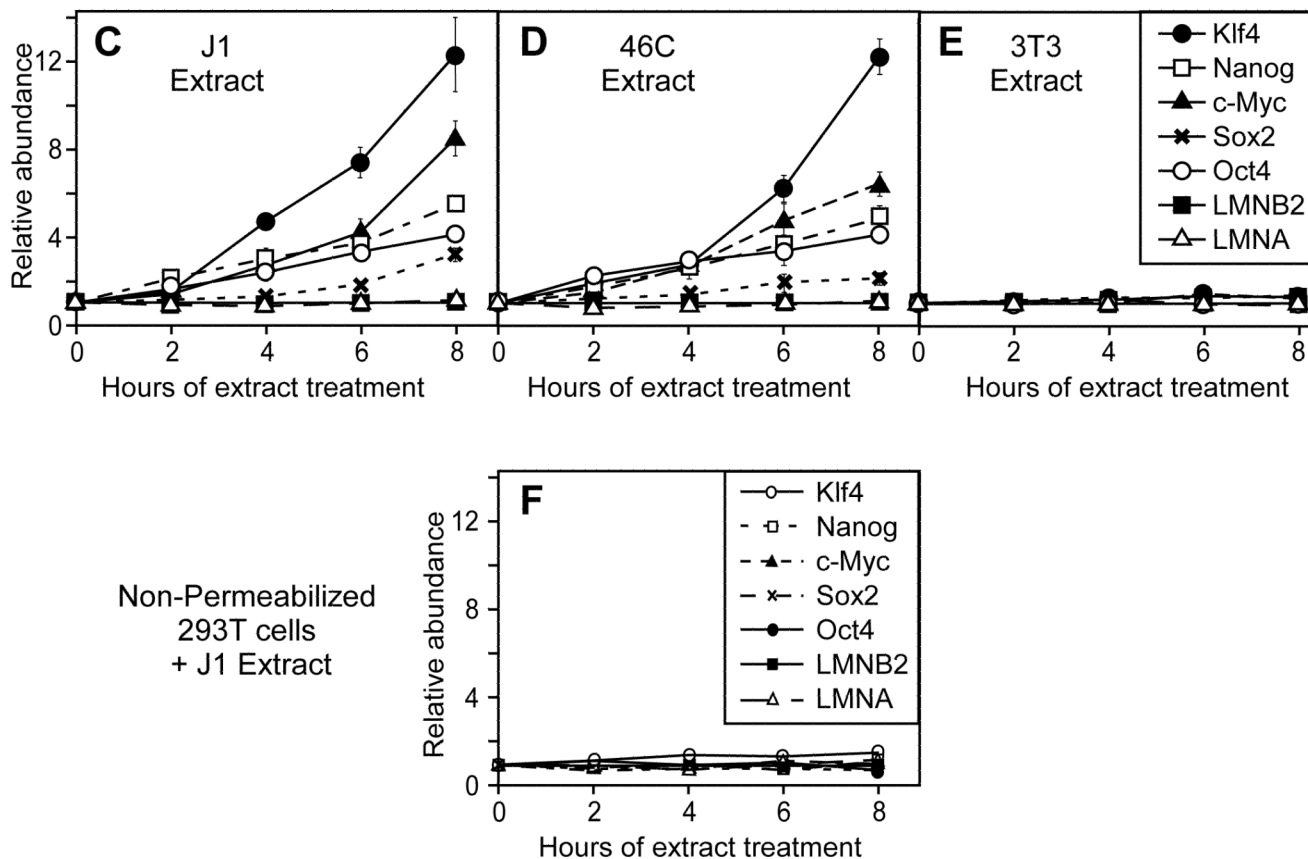 C
J1
Extract
D
46C
Extract
E
3T3
Extract
Klf4
Nanog
c-Myc
Sox2
Oct4
LMNB2
LMNA
Relative abundance
12
8
4
0
0 2 4 6 8
0 2 4 6 8
0 2 4 6 8
Hours of extract treatment
Hours of extract treatment
Hours of extract treatment
Non-Permeabilized
293T cells
+ J1 Extract
F
Klf4
Nanog
c-Myc
Sox2
Oct4
LMNB2
LMNA
Relative abundance
12
8
4
0
0 2 4 6 8
Hours of extract treatment